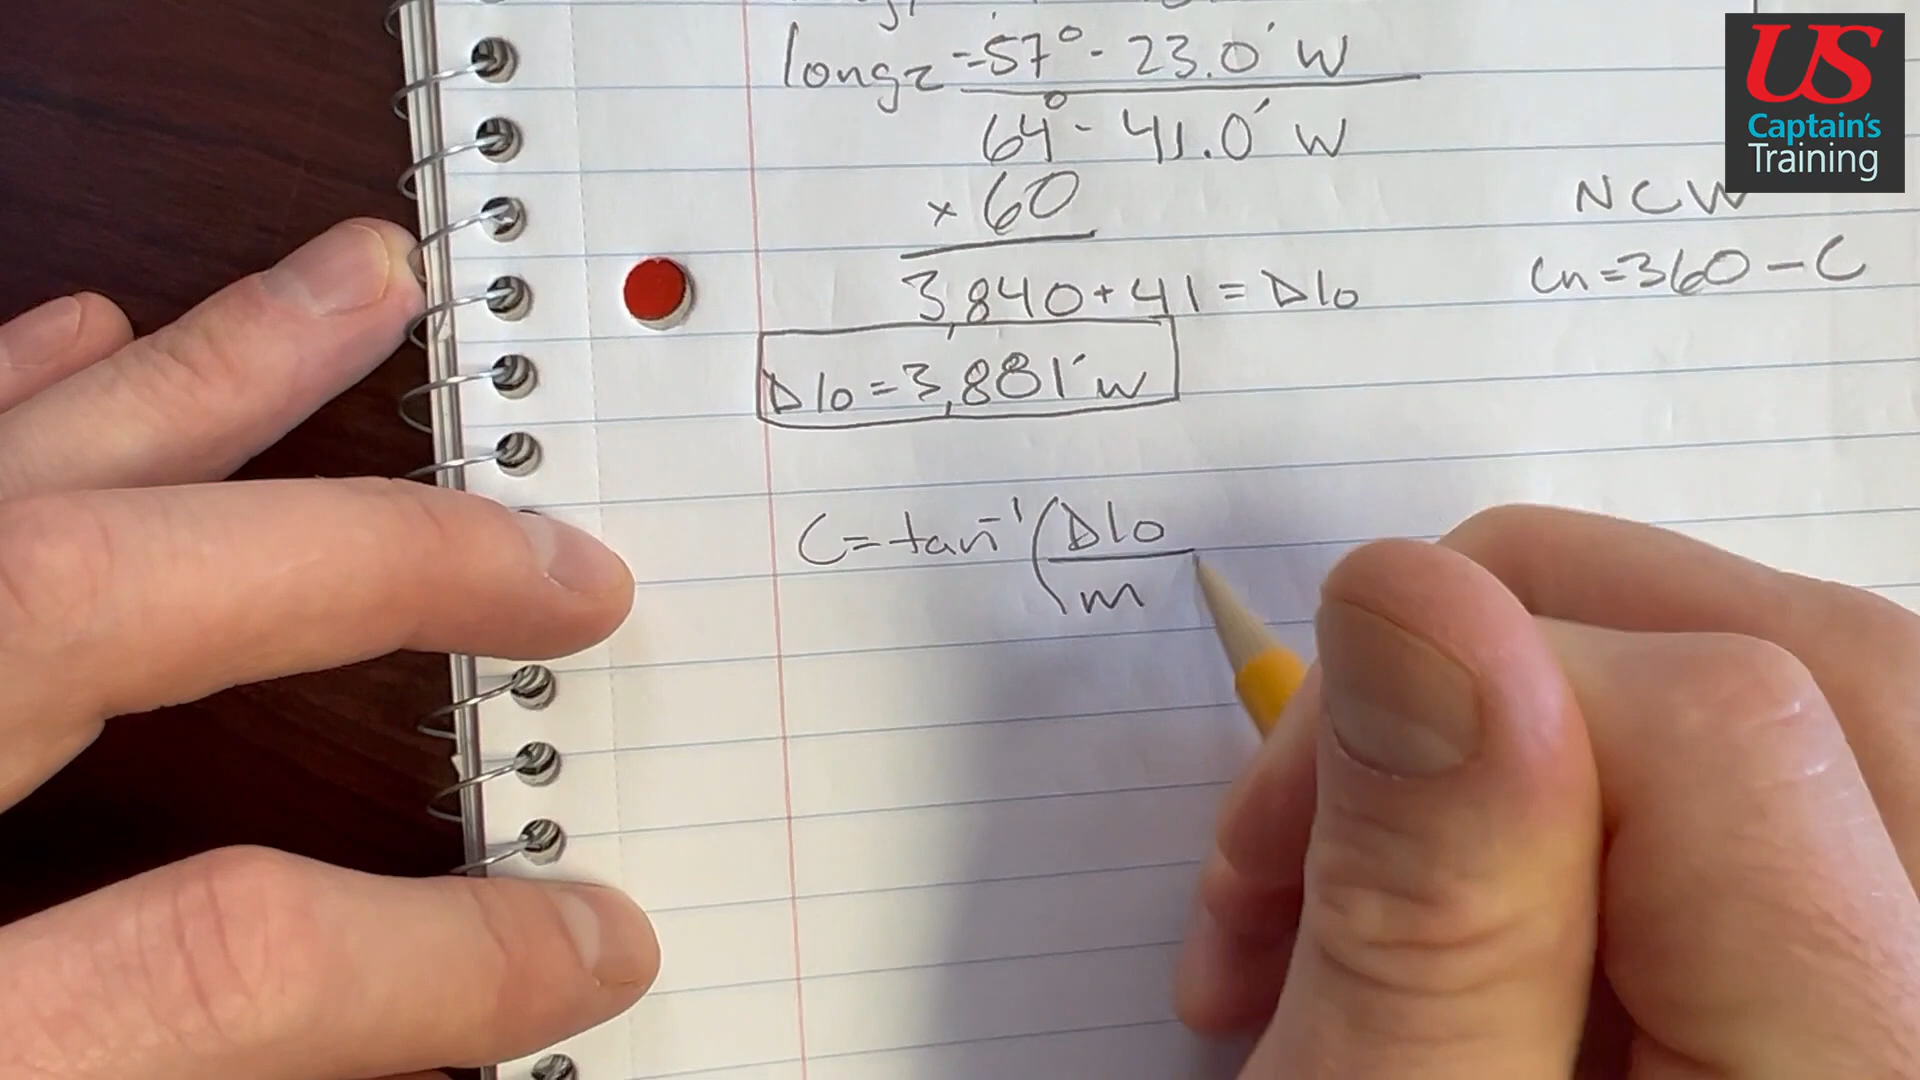 long2 = -57° - 23.0' W
64° - 41.0' W
x 60
3,840 + 41 = Dlo
Dlo = 3,881' W
NCW
Cn = 360 - C
C = tan⁻¹ (Dlo
m
US
Captain's
Training